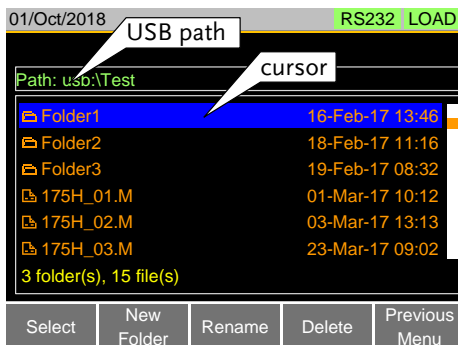 01/Oct/2018 RS232 LOAD
USB path
cursor
Path: usb:\Test
Folder1 16-Feb-17 13:46
Folder2 18-Feb-17 11:16
Folder3 19-Feb-17 08:32
175H_01.M 01-Mar-17 10:12
175H_02.M 03-Mar-17 13:13
175H_03.M 23-Mar-17 09:02
3 folder(s), 15 file(s)
Select New Folder Rename Delete Previous Menu